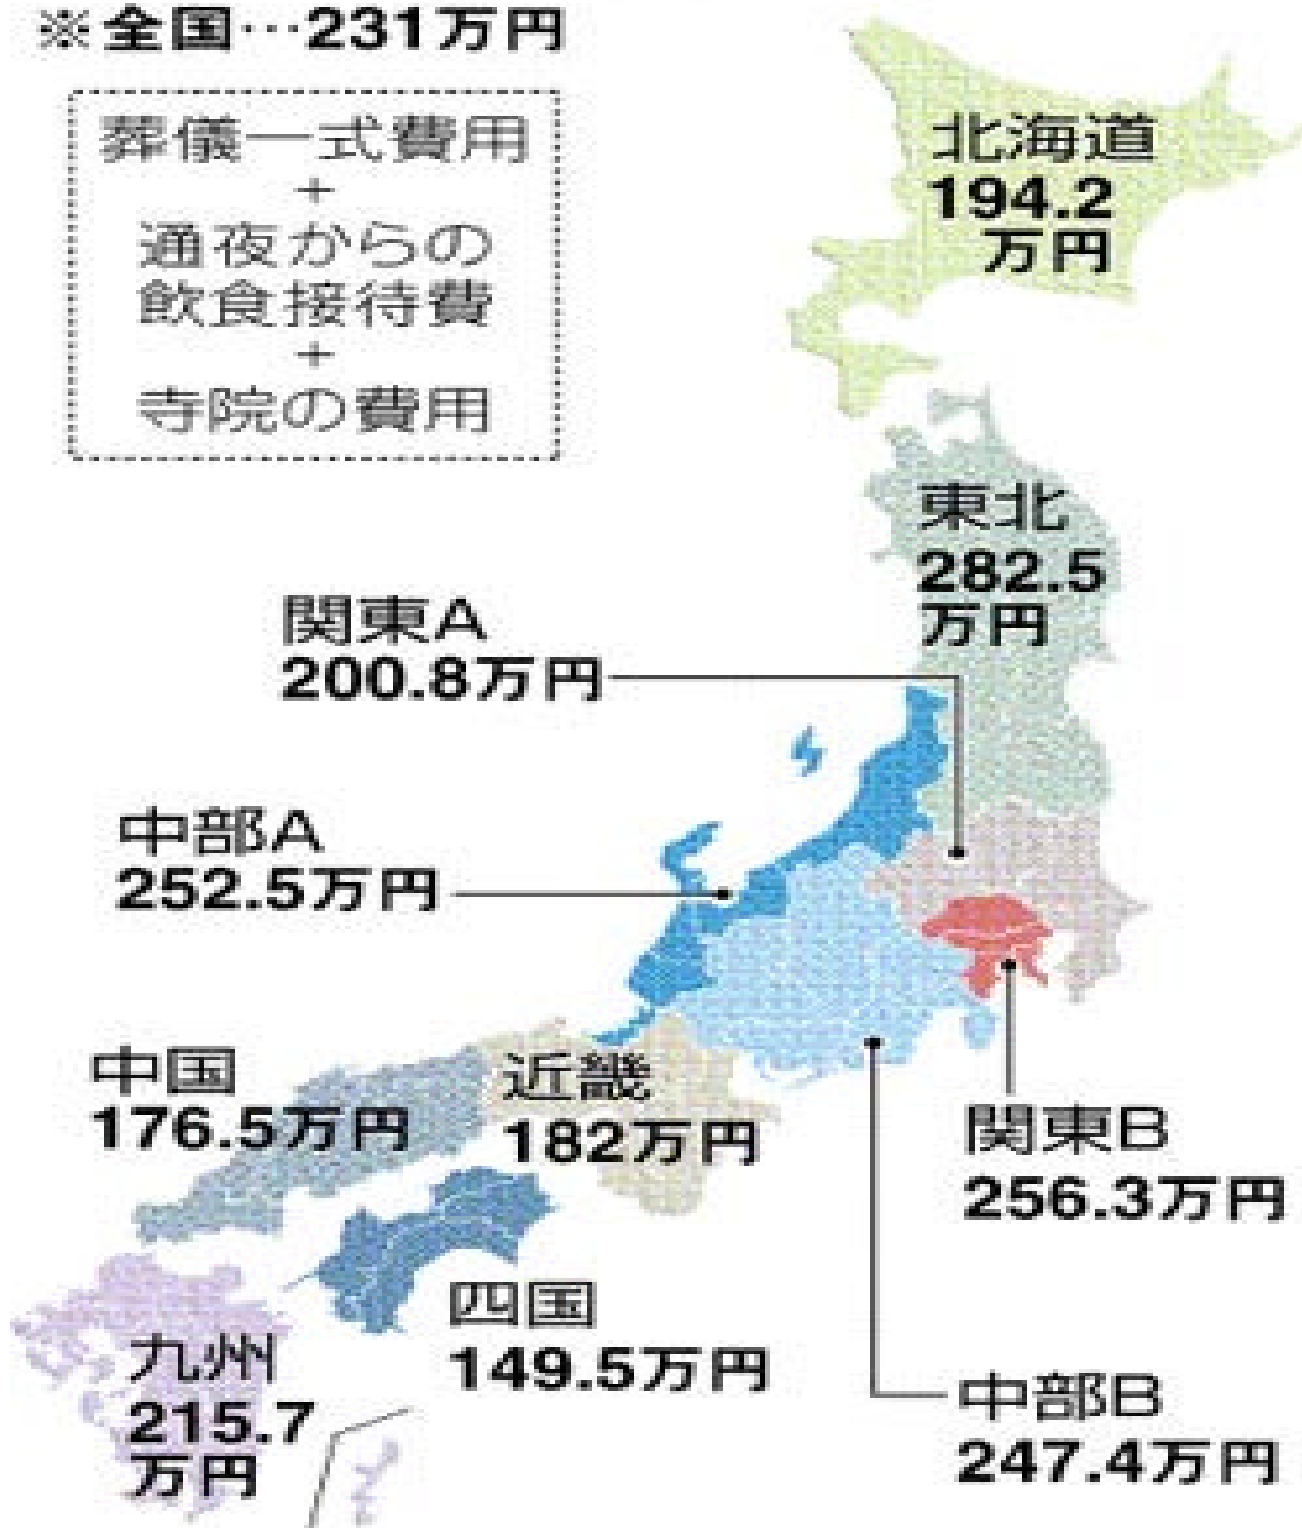 ※全国…231万円
葬儀一式費用
+
通夜からの
飲食接待費
+
寺院の費用
北海道
194.2
万円
東北
282.5
万円
関東A
200.8万円
中部A
252.5万円
中国
176.5万円
近畿
182万円
関東B
256.3万円
四国
149.5万円
九州
215.7
万円
中部B
247.4万円